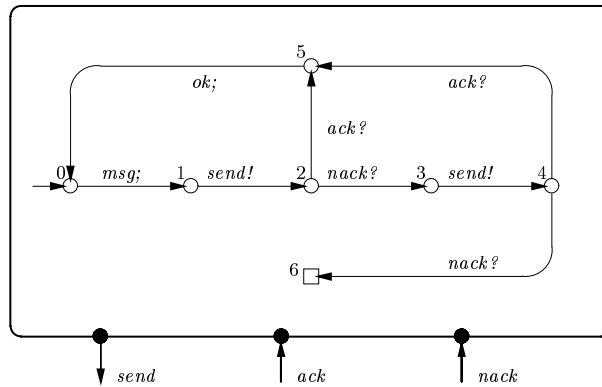 5
ok;
ack?
ack?
0
msg;
1
send!
2
nack?
3
send!
4
6
nack?
send
ack
nack